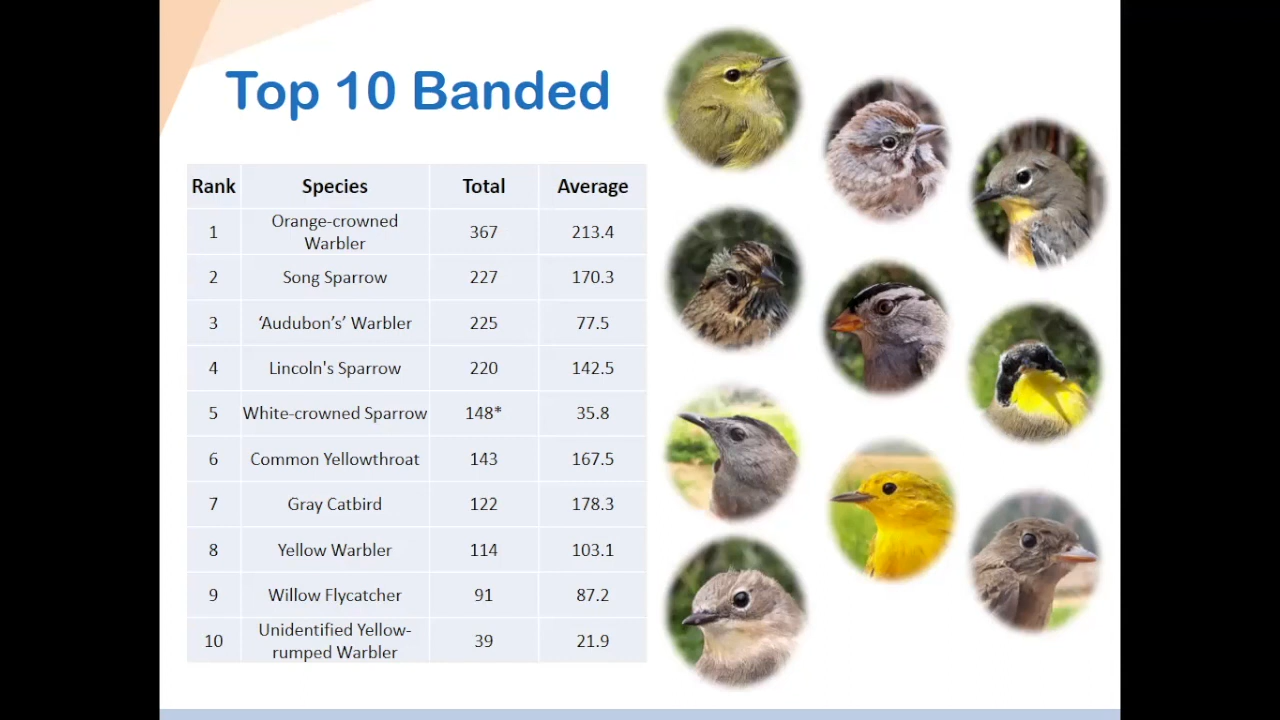 Top 10 Banded
Rank Species Total Average
1 Orange-crowned Warbler 367 213.4
2 Song Sparrow 227 170.3
3 ‘Audubon’s’ Warbler 225 77.5
4 Lincoln's Sparrow 220 142.5
5 White-crowned Sparrow 148* 35.8
6 Common Yellowthroat 143 167.5
7 Gray Catbird 122 178.3
8 Yellow Warbler 114 103.1
9 Willow Flycatcher 91 87.2
10 Unidentified Yellow-rumped Warbler 39 21.9